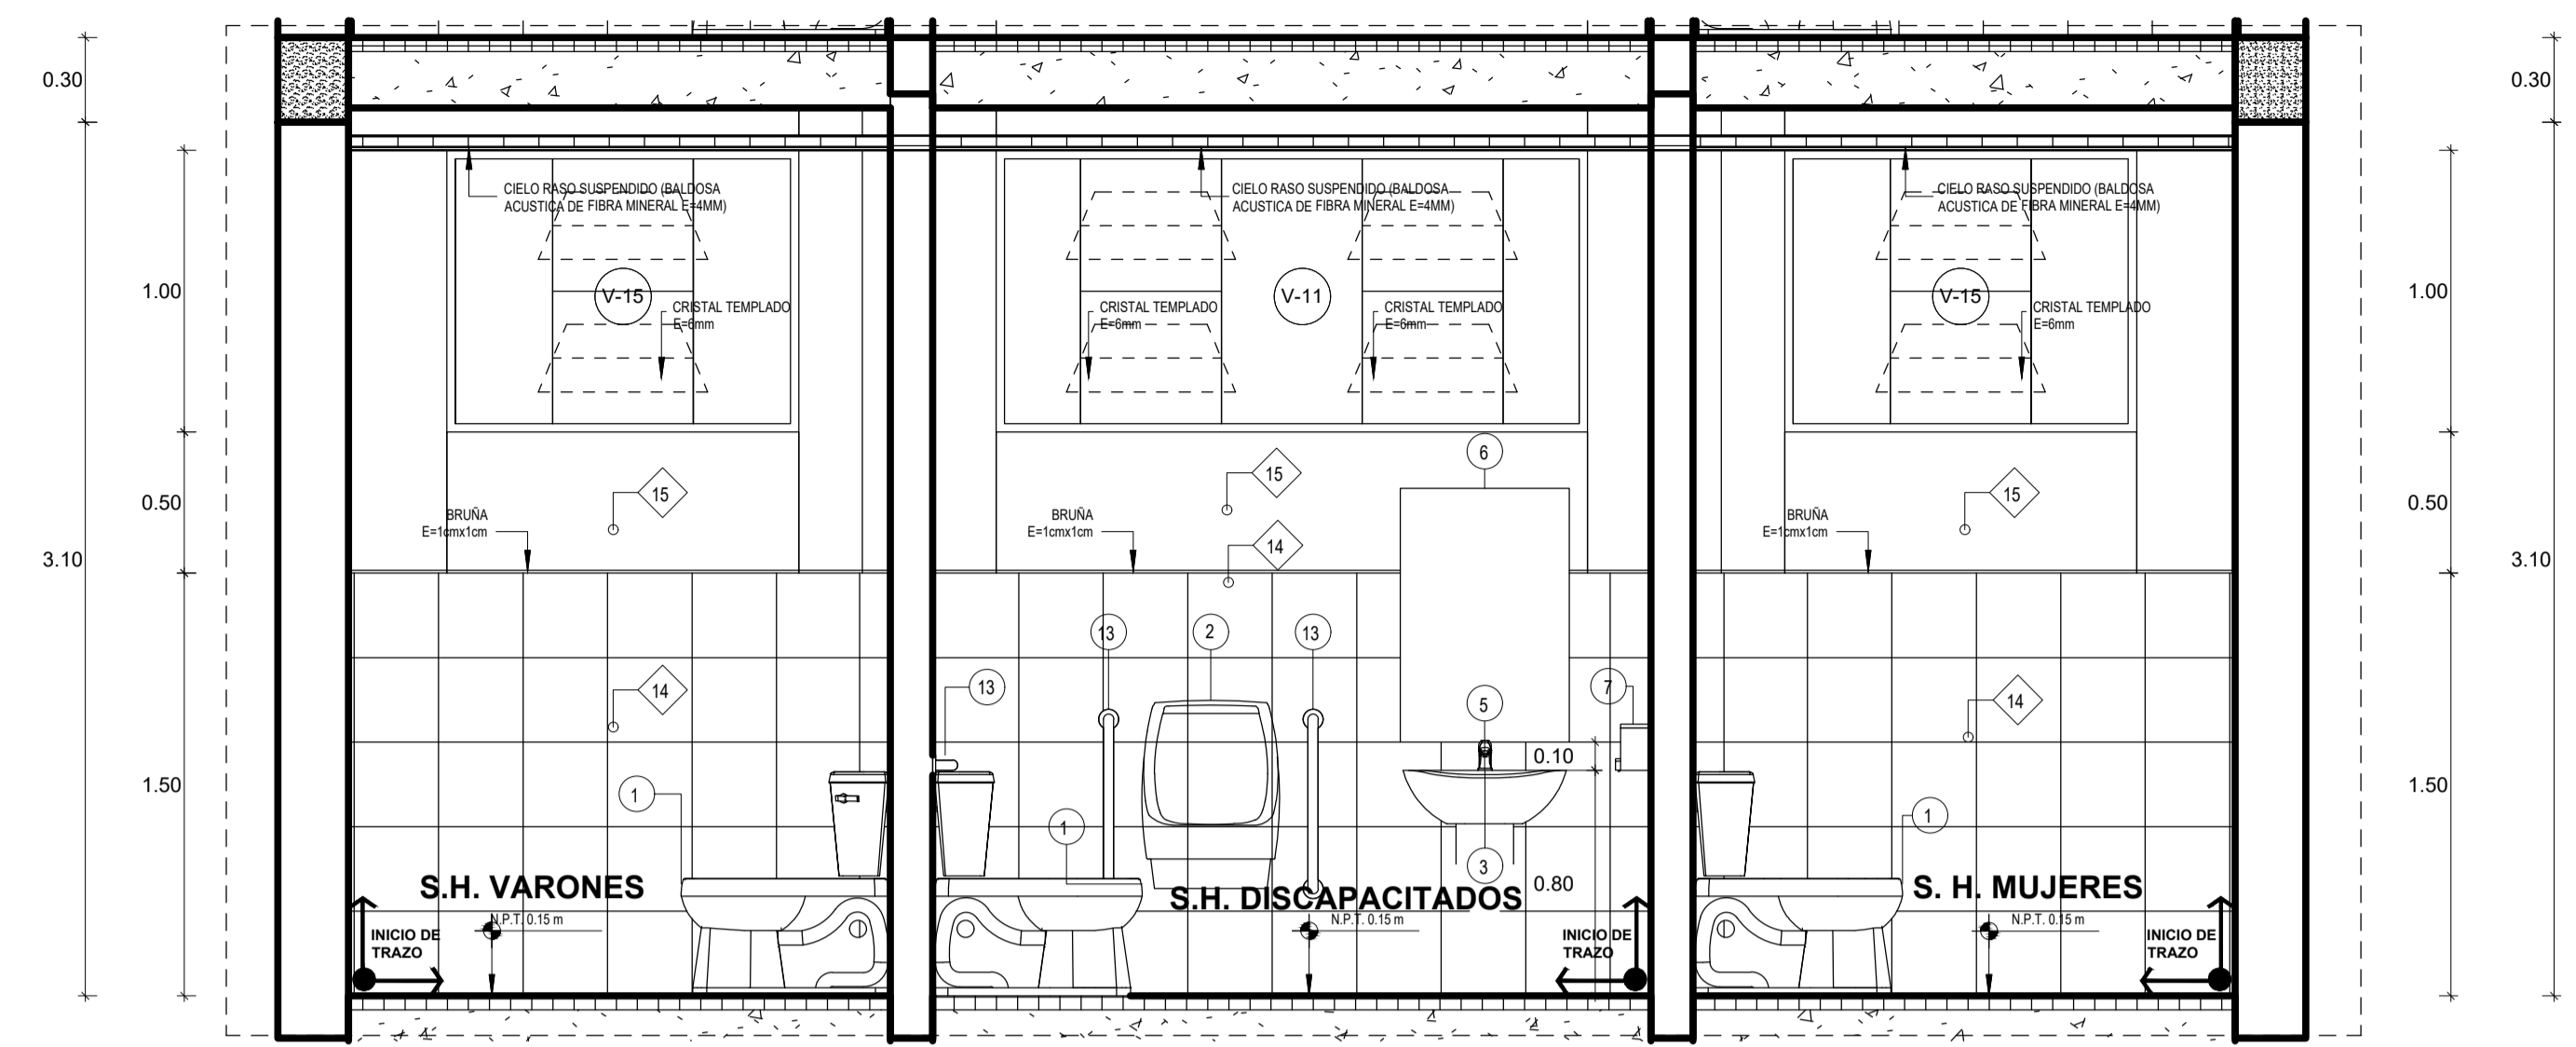 0.30
0.30
CIELO RASO SUSPENDIDO (BALDOSA
ACUSTICA DE FIBRA MINERAL E=4MM)
CIELO RASO SUSPENDIDO (BALDOSA
ACUSTICA DE FIBRA MINERAL E=4MM)
CIELO RASO SUSPENDIDO (BALDOSA
ACUSTICA DE FIBRA MINERAL E=4MM)
1.00
V-15
CRISTAL TEMPLADO
E=6mm
CRISTAL TEMPLADO
E=6mm
V-11
CRISTAL TEMPLADO
E=6mm
V-15
CRISTAL TEMPLADO
E=6mm
1.00
6
15
15
15
0.50
0.50
BRUÑA
E=1cmx1cm
BRUÑA
E=1cmx1cm
BRUÑA
E=1cmx1cm
14
3.10
3.10
13
2
13
14
13
7
14
5
0.10
1.50
1
1
1
1.50
3
0.80
S.H. VARONES
S.H. DISCAPACITADOS
S. H. MUJERES
N.P.T. 0.15 m
N.P.T. 0.15 m
N.P.T. 0.15 m
INICIO DE
TRAZO
INICIO DE
TRAZO
INICIO DE
TRAZO